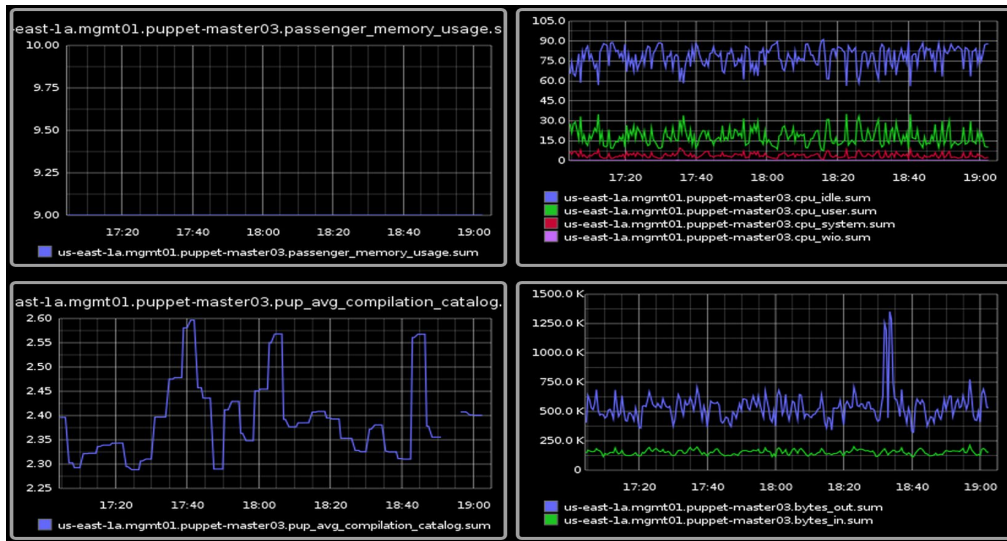 -east-1a.mgmt01.puppet-master03.passenger_memory_usage.s
10.00
9.75
9.50
9.25
9.00
17:20 17:40 18:00 18:20 18:40 19:00
us-east-1a.mgmt01.puppet-master03.passenger_memory_usage.sum
105.0
90.0
75.0
60.0
45.0
30.0
15.0
0
17:20 17:40 18:00 18:20 18:40 19:00
us-east-1a.mgmt01.puppet-master03.cpu_idle.sum
us-east-1a.mgmt01.puppet-master03.cpu_user.sum
us-east-1a.mgmt01.puppet-master03.cpu_system.sum
us-east-1a.mgmt01.puppet-master03.cpu_wio.sum
ast-1a.mgmt01.puppet-master03.pup_avg_compilation_catalog.
2.60
2.55
2.50
2.45
2.40
2.35
2.30
2.25
17:20 17:40 18:00 18:20 18:40 19:00
us-east-1a.mgmt01.puppet-master03.pup_avg_compilation_catalog.sum
1500.0 K
1250.0 K
1000.0 K
750.0 K
500.0 K
250.0 K
0
17:20 17:40 18:00 18:20 18:40 19:00
us-east-1a.mgmt01.puppet-master03.bytes_out.sum
us-east-1a.mgmt01.puppet-master03.bytes_in.sum